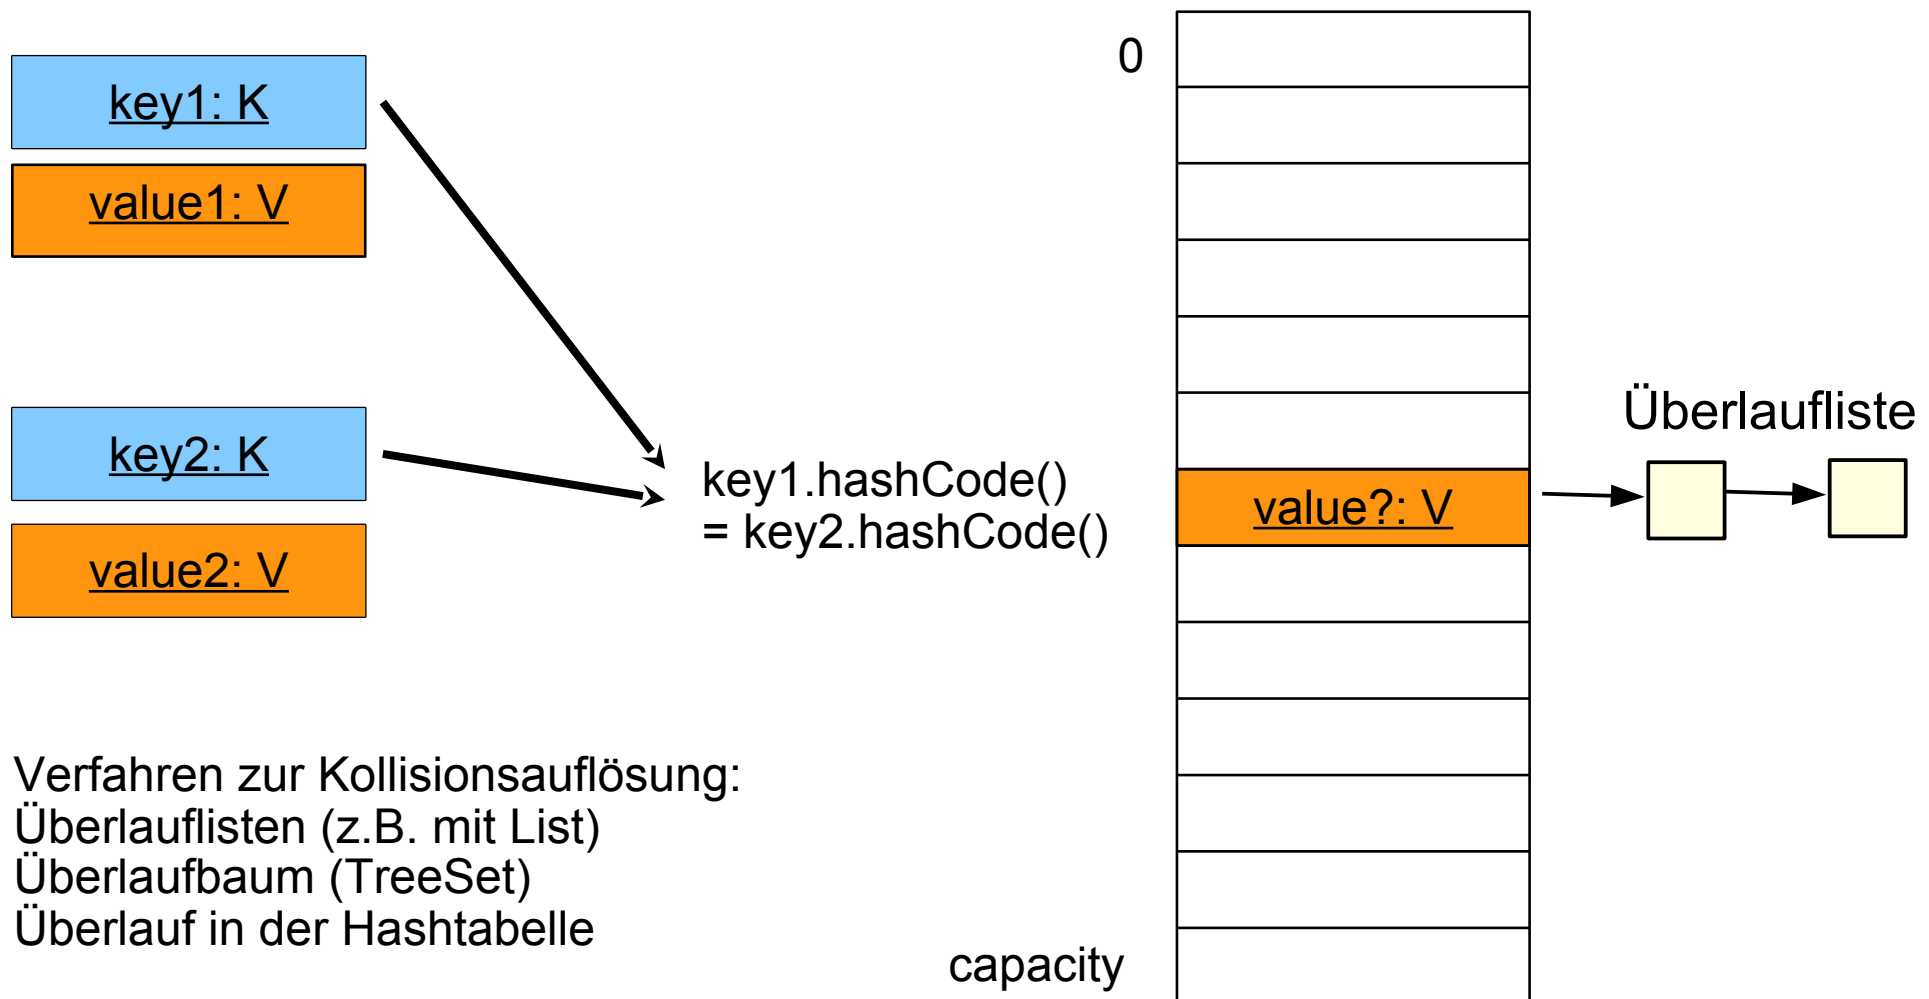 0
key1: K
value1: V
Überlaufliste
key2: K
key1.hashCode()
= key2.hashCode()
value?: V
value2: V
Verfahren zur Kollisionsauflösung:
Überlauflisten (z.B. mit List)
Überlaufbaum (TreeSet)
Überlauf in der Hashtabelle
capacity